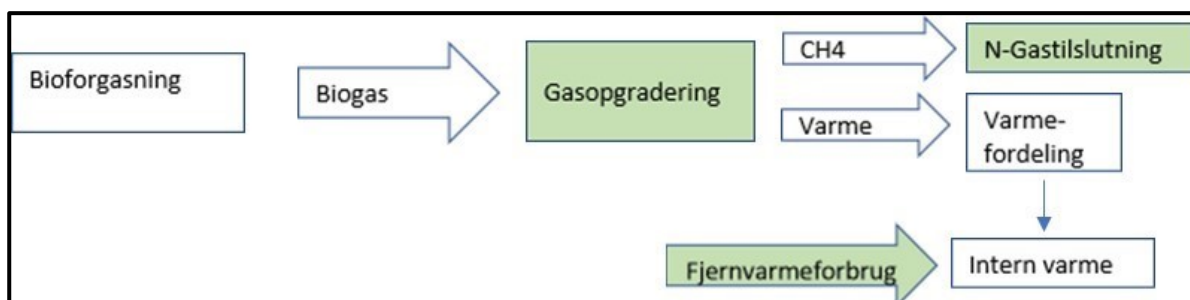 Bioforgasning
Biogas
Gasopgradering
CH4
N-Gastilslutning
Varme
Varme-
fordeling
Fjernvarmeforbrug
Intern varme